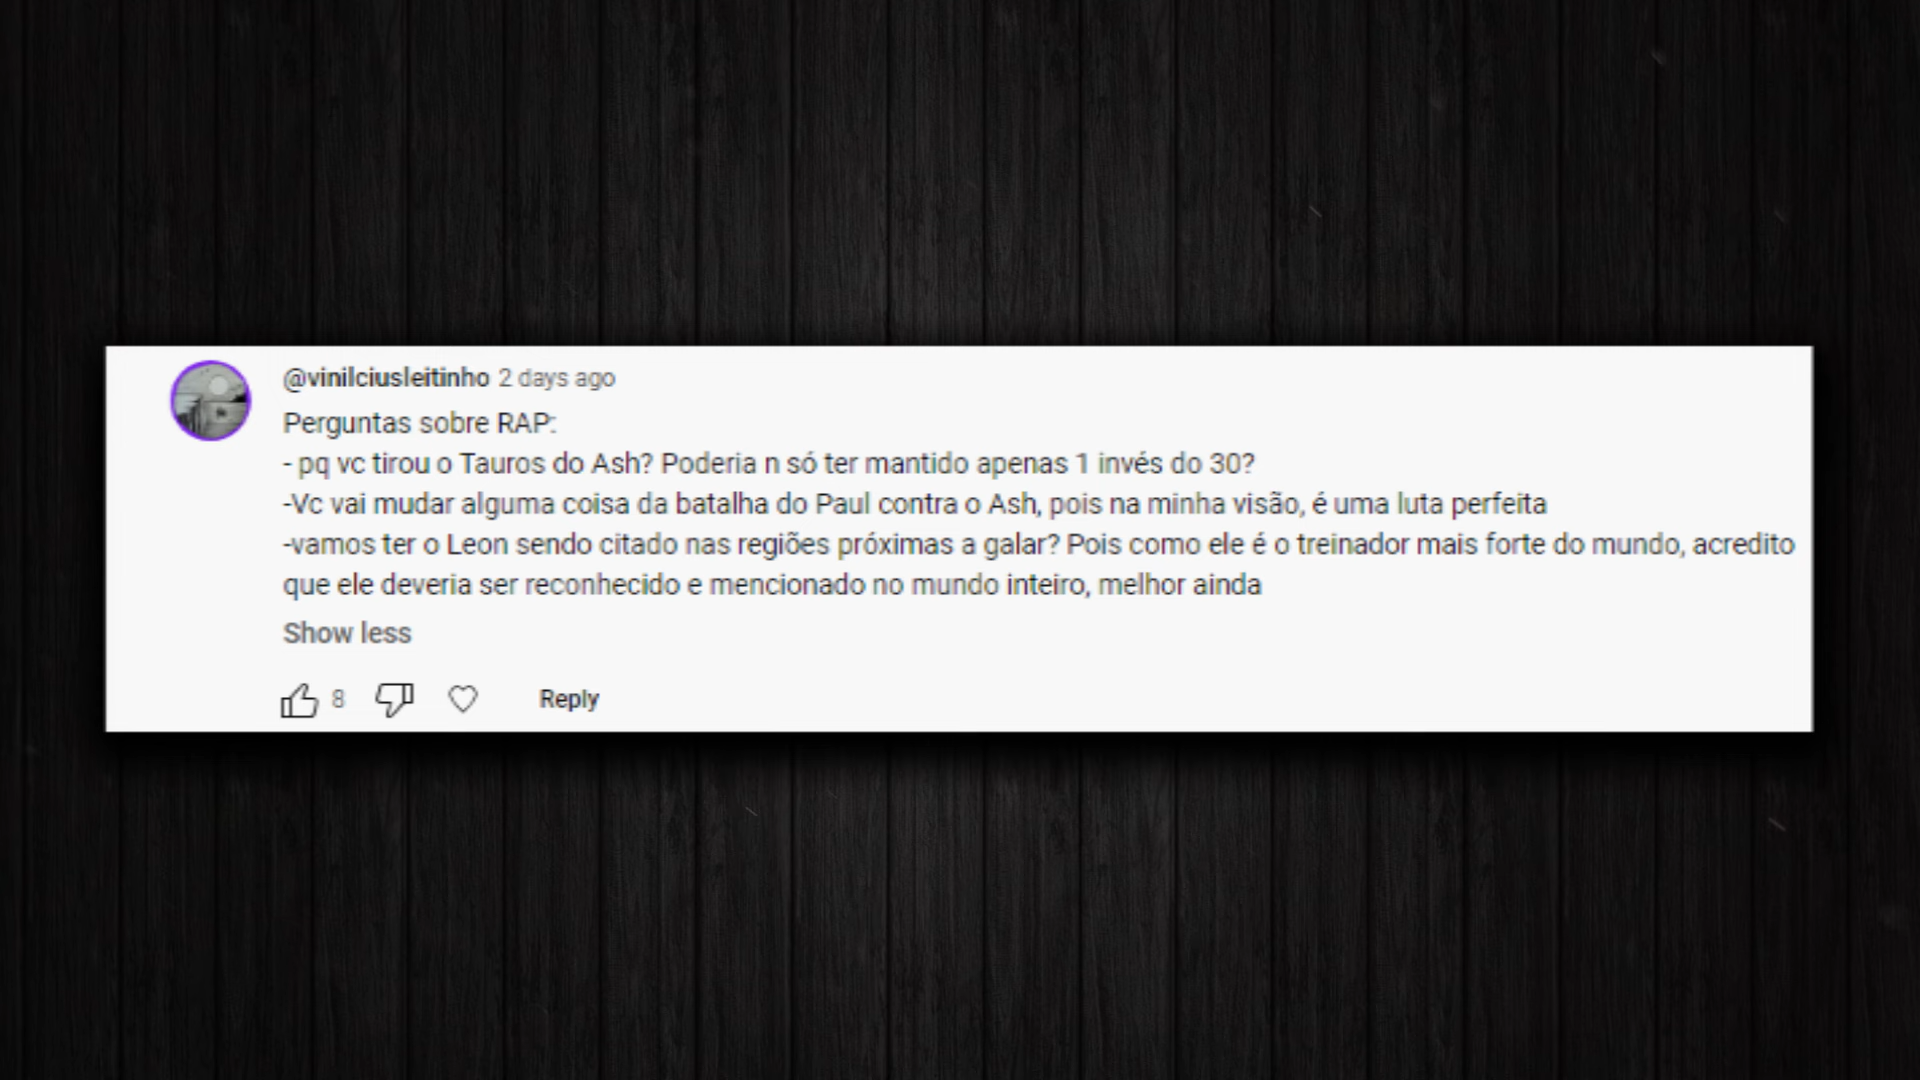 @vinilciusleitinho 2 days ago
Perguntas sobre RAP:
- pq vc tirou o Tauros do Ash? Poderia n só ter mantido apenas 1 invés do 30?
-Vc vai mudar alguma coisa da batalha do Paul contra o Ash, pois na minha visão, é uma luta perfeita
-vamos ter o Leon sendo citado nas regiões próximas a galar? Pois como ele é o treinador mais forte do mundo, acredito
que ele deveria ser reconhecido e mencionado no mundo inteiro, melhor ainda
Show less
8 Reply